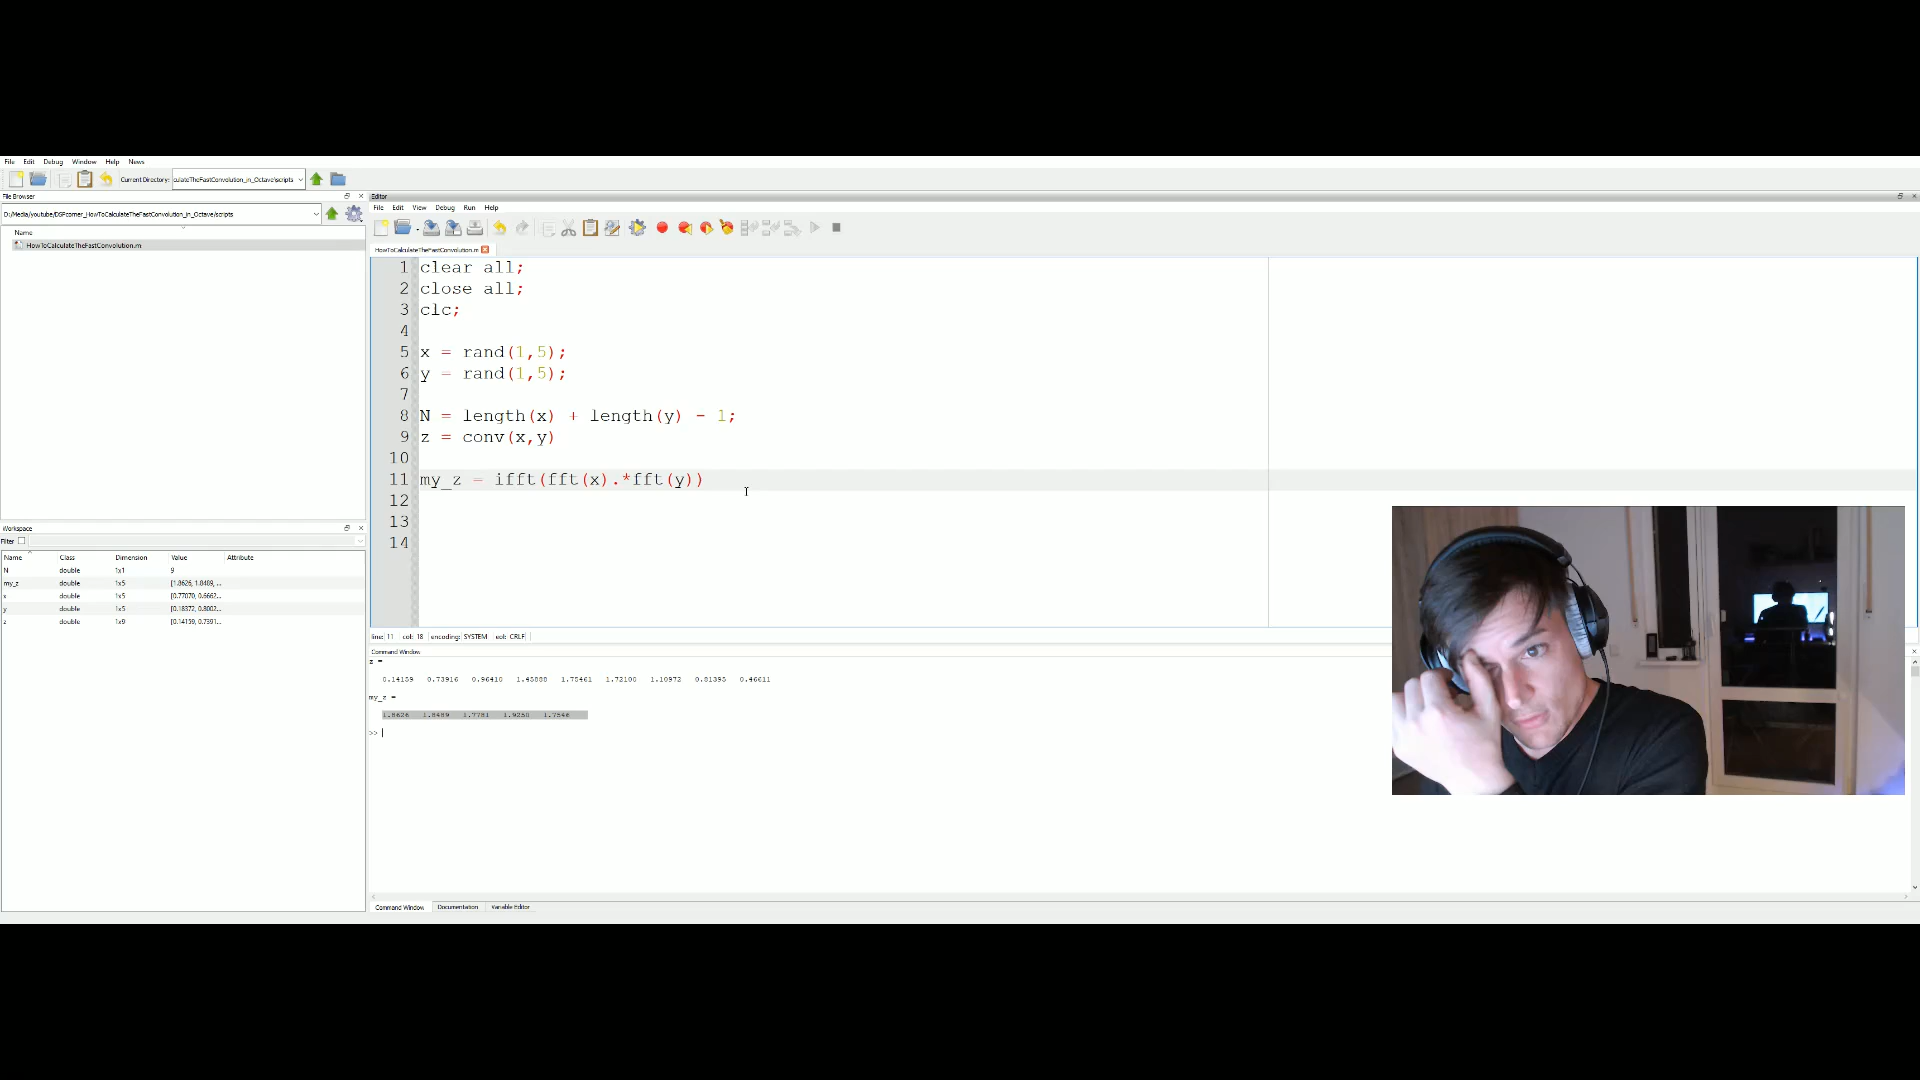 File Edit Debug Window Help News
Current Directory: culateTheFastConvolution_in_Octave\scripts
File Browser
D:/Media/youtube/DSPcorner_HowToCalculateTheFastConvolution_in_Octave/scripts
Name
HowToCalculateTheFastConvolution.m
Workspace
Filter
Name Class Dimension Value Attribute
N double 1x1 9
my_z double 1x5 [1.8626, 1.8489, ...
x double 1x5 [0.77070, 0.6662...
y double 1x5 [0.18372, 0.8002...
z double 1x9 [0.14159, 0.7391...
Editor
File Edit View Debug Run Help
HowToCalculateTheFastConvolution.m
1 clear all;
2 close all;
3 clc;
4
5 x = rand(1,5);
6 y = rand(1,5);
7
8 N = length(x) + length(y) - 1;
9 z = conv(x,y)
10
11 my_z = ifft(fft(x).*fft(y))
12
13
14
line: 11 col: 18 encoding: SYSTEM eol: CRLF
Command Window
z =
0.14159 0.73916 0.96410 1.45888 1.75461 1.72100 1.10972 0.81395 0.46611
my_z =
1.8626 1.8489 1.7781 1.9250 1.7546
>>
Command Window Documentation Variable Editor